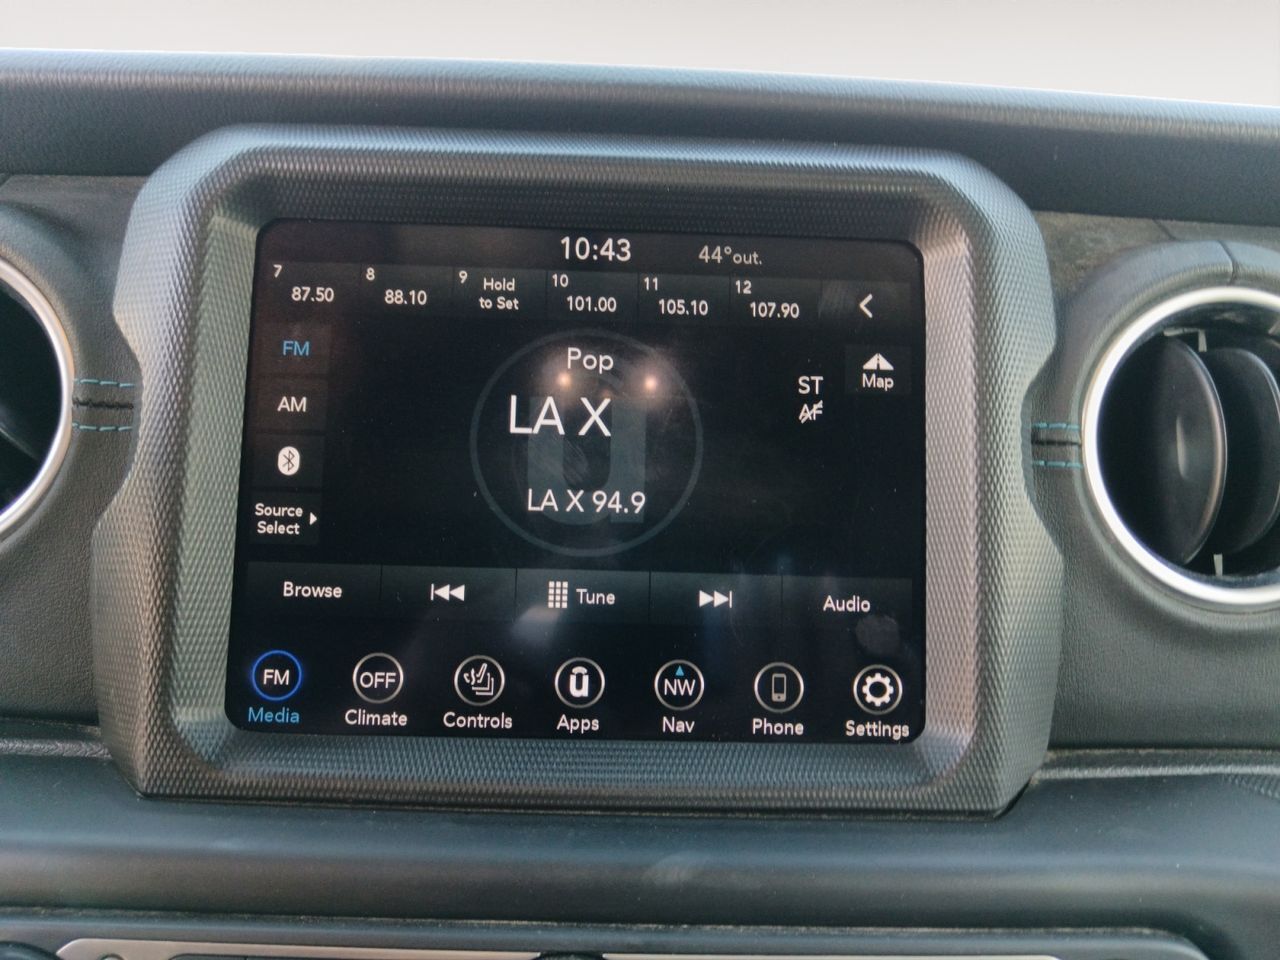 10:43 44°out.
7 87.50
8 88.10
9 Hold
to Set
10 101.00
11 105.10
12 107.90
FM
AM
Source
Select
Pop
LA X
LA X 94.9
ST
AF
Map
Browse
Tune
Audio
FM
Media
OFF
Climate
Controls
ū
Apps
NW
Nav
Phone
Settings